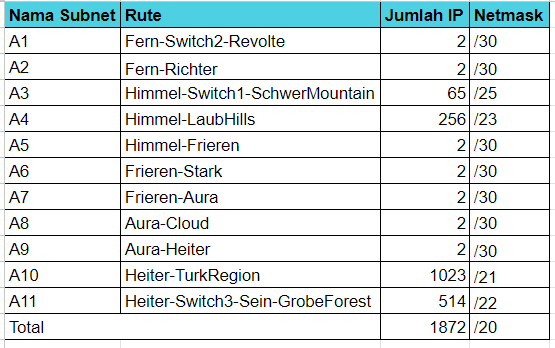 Nama Subnet Rute Jumlah IP Netmask
A1 Fern-Switch2-Revolte 2 /30
A2 Fern-Richter 2 /30
A3 Himmel-Switch1-SchwerMountain 65 /25
A4 Himmel-LaubHills 256 /23
A5 Himmel-Frieren 2 /30
A6 Frieren-Stark 2 /30
A7 Frieren-Aura 2 /30
A8 Aura-Cloud 2 /30
A9 Aura-Heiter 2 /30
A10 Heiter-TurkRegion 1023 /21
A11 Heiter-Switch3-Sein-GrobeForest 514 /22
Total 1872 /20